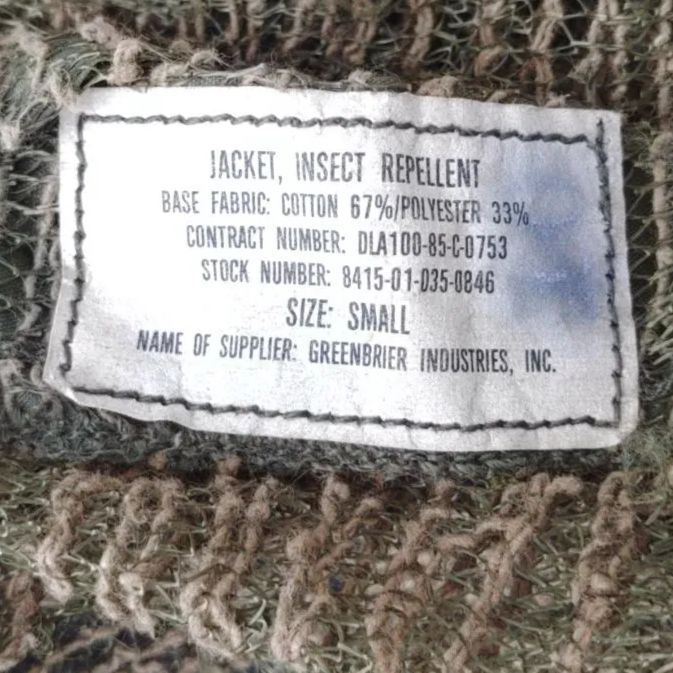 JACKET, INSECT REPELLENT
BASE FABRIC: COTTON 67%/POLYESTER 33%
CONTRACT NUMBER: DLA100-85-C-0753
STOCK NUMBER: 8415-01-035-0846
SIZE: SMALL
NAME OF SUPPLIER: GREENBRIER INDUSTRIES, INC.